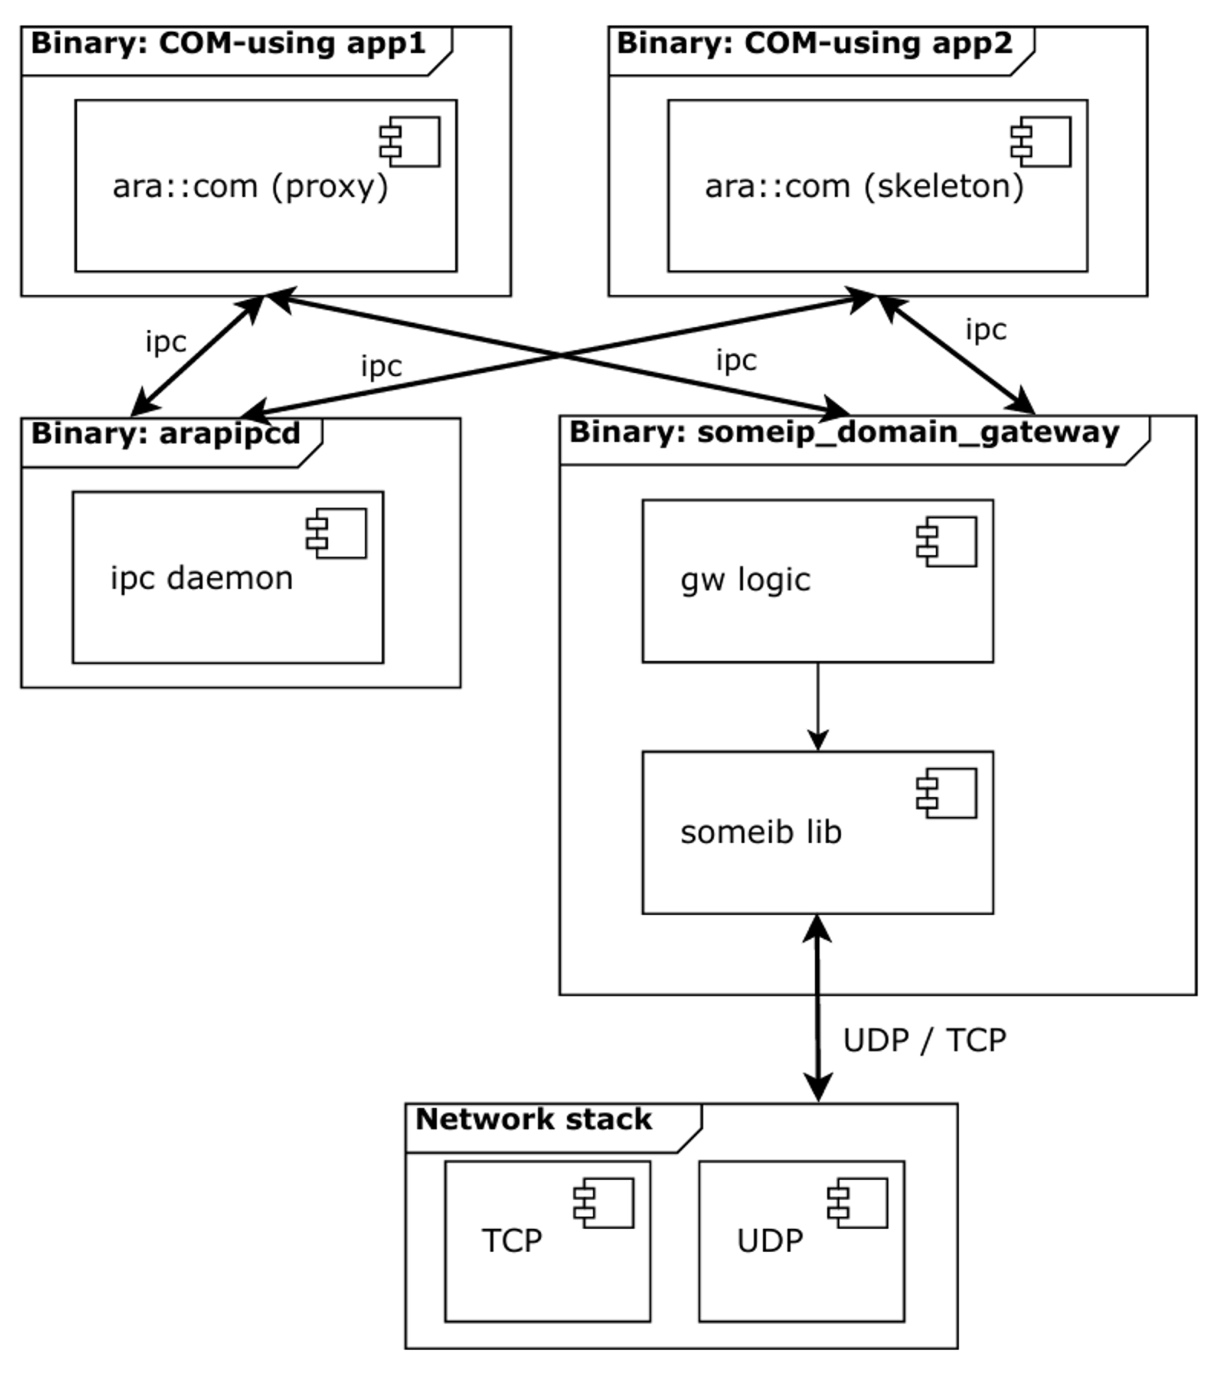 Binary: COM-using app1
Binary: COM-using app2
ara::com (proxy)
ara::com (skeleton)
ipc
ipc
ipc
ipc
Binary: arapipcd
Binary: someip_domain_gateway
ipc daemon
gw logic
someib lib
UDP / TCP
Network stack
TCP
UDP